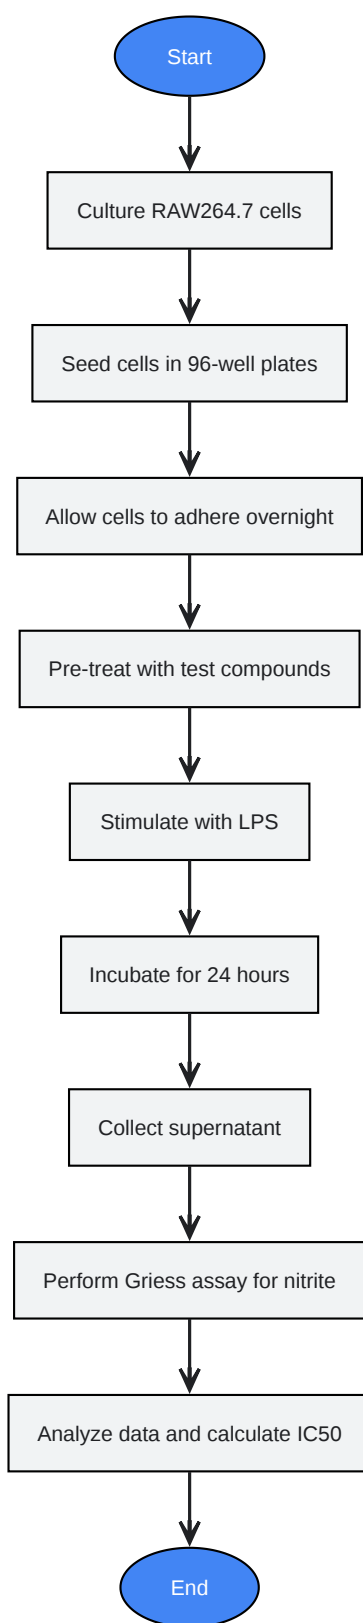 Start
Culture RAW264.7 cells
Seed cells in 96-well plates
Allow cells to adhere overnight
Pre-treat with test compounds
Stimulate with LPS
Incubate for 24 hours
Collect supernatant
Perform Griess assay for nitrite
Analyze data and calculate IC50
End